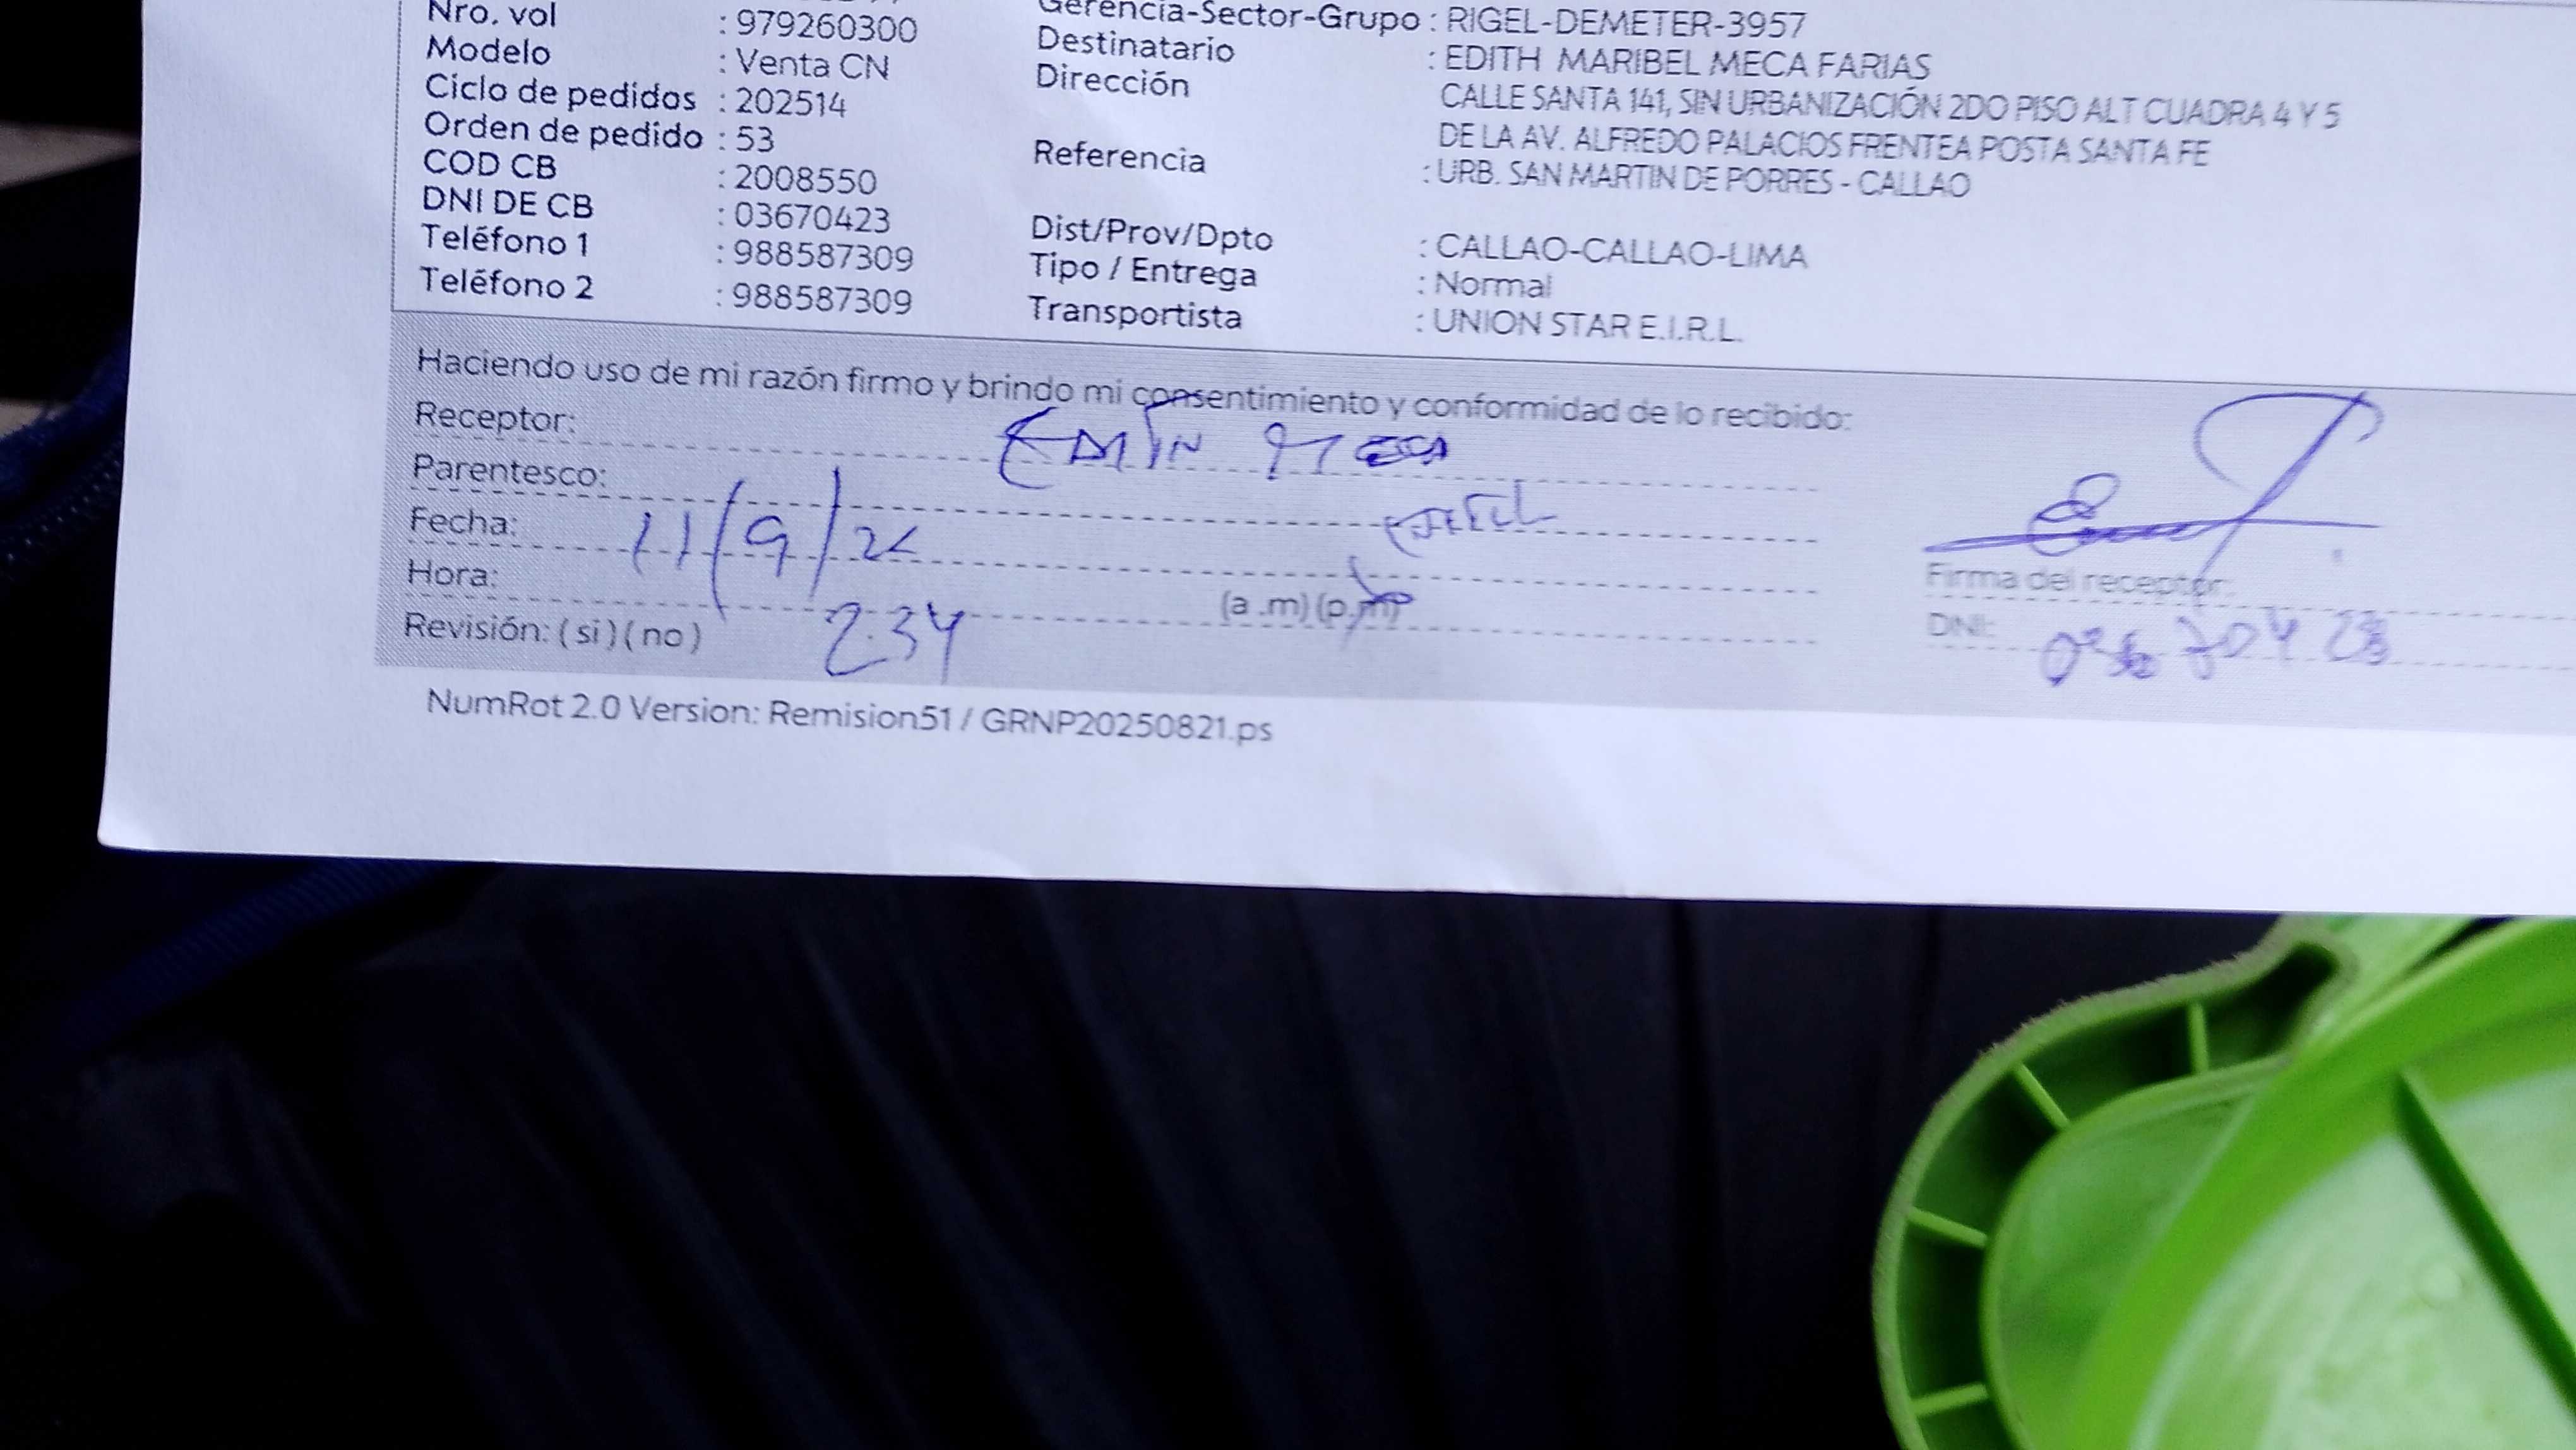 Nro. vol : 979260300
Modelo : Venta CN
Ciclo de pedidos : 202514
Orden de pedido : 53
COD CB : 2008550
DNI DE CB : 03670423
Teléfono 1 : 988587309
Teléfono 2 : 988587309
Gerencia-Sector-Grupo : RIGEL-DEMETER-3957
Destinatario : EDITH MARIBEL MECA FARIAS
Dirección CALLE SANTA 141, SIN URBANIZACIÓN 2DO PISO ALT CUADRA 4 Y 5
DE LA AV. ALFREDO PALACIOS FRENTEA POSTA SANTA FE
Referencia : URB. SAN MARTIN DE PORRES - CALLAO
Dist/Prov/Dpto : CALLAO-CALLAO-LIMA
Tipo / Entrega : Normal
Transportista : UNION STAR E.I.R.L.
Haciendo uso de mi razón firmo y brindo mi consentimiento y conformidad de lo recibido:
Receptor:
Parentesco:
Fecha: 11/9/25
Hora: 2:34 (a .m) (p.m)
Revisión: ( si ) ( no )
Firma del receptor:
DNI: 03670423
NumRot 2.0 Version: Remision51 / GRNP20250821.ps